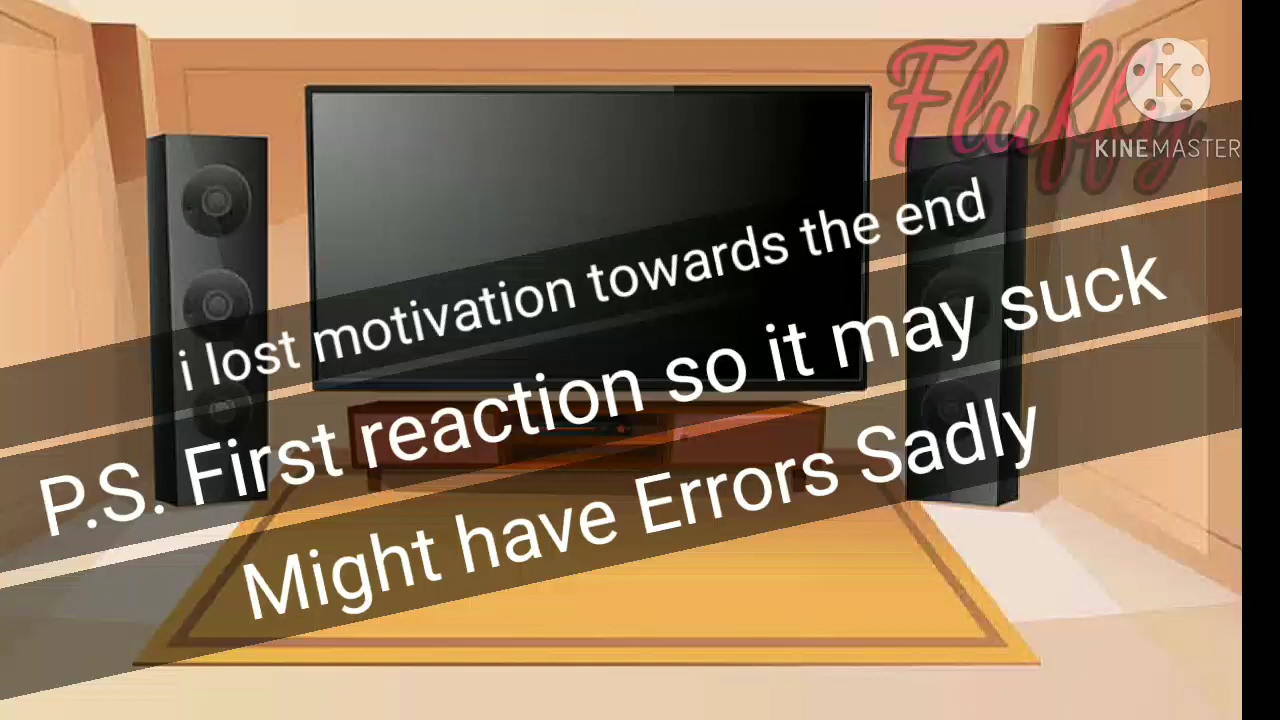 Fluffy
K
KINEMASTER
i lost motivation towards the end
P.S. First reaction so it may suck
Might have Errors Sadly